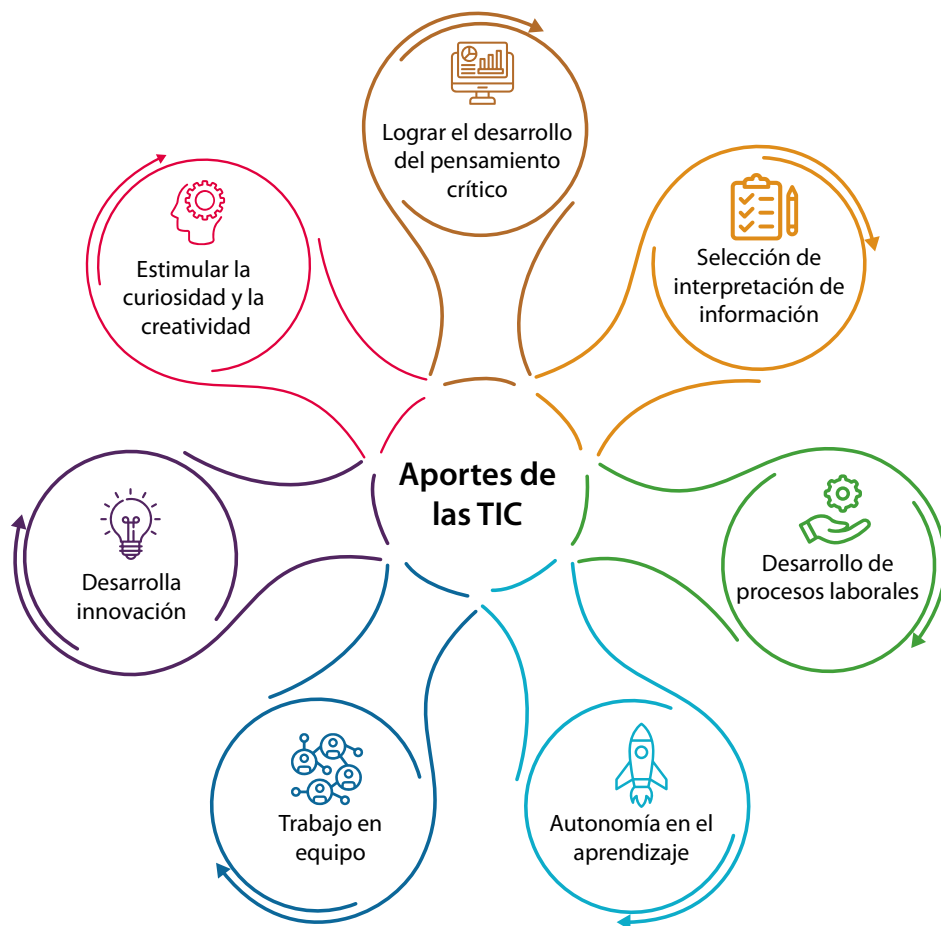 Lograr el desarrollo
del pensamiento
crítico
Selección de
interpretación de
información
Estimular la
curiosidad y la
creatividad
Aportes de
las TIC
Desarrollo de
procesos laborales
Desarrolla
innovación
Trabajo en
equipo
Autonomía en el
aprendizaje